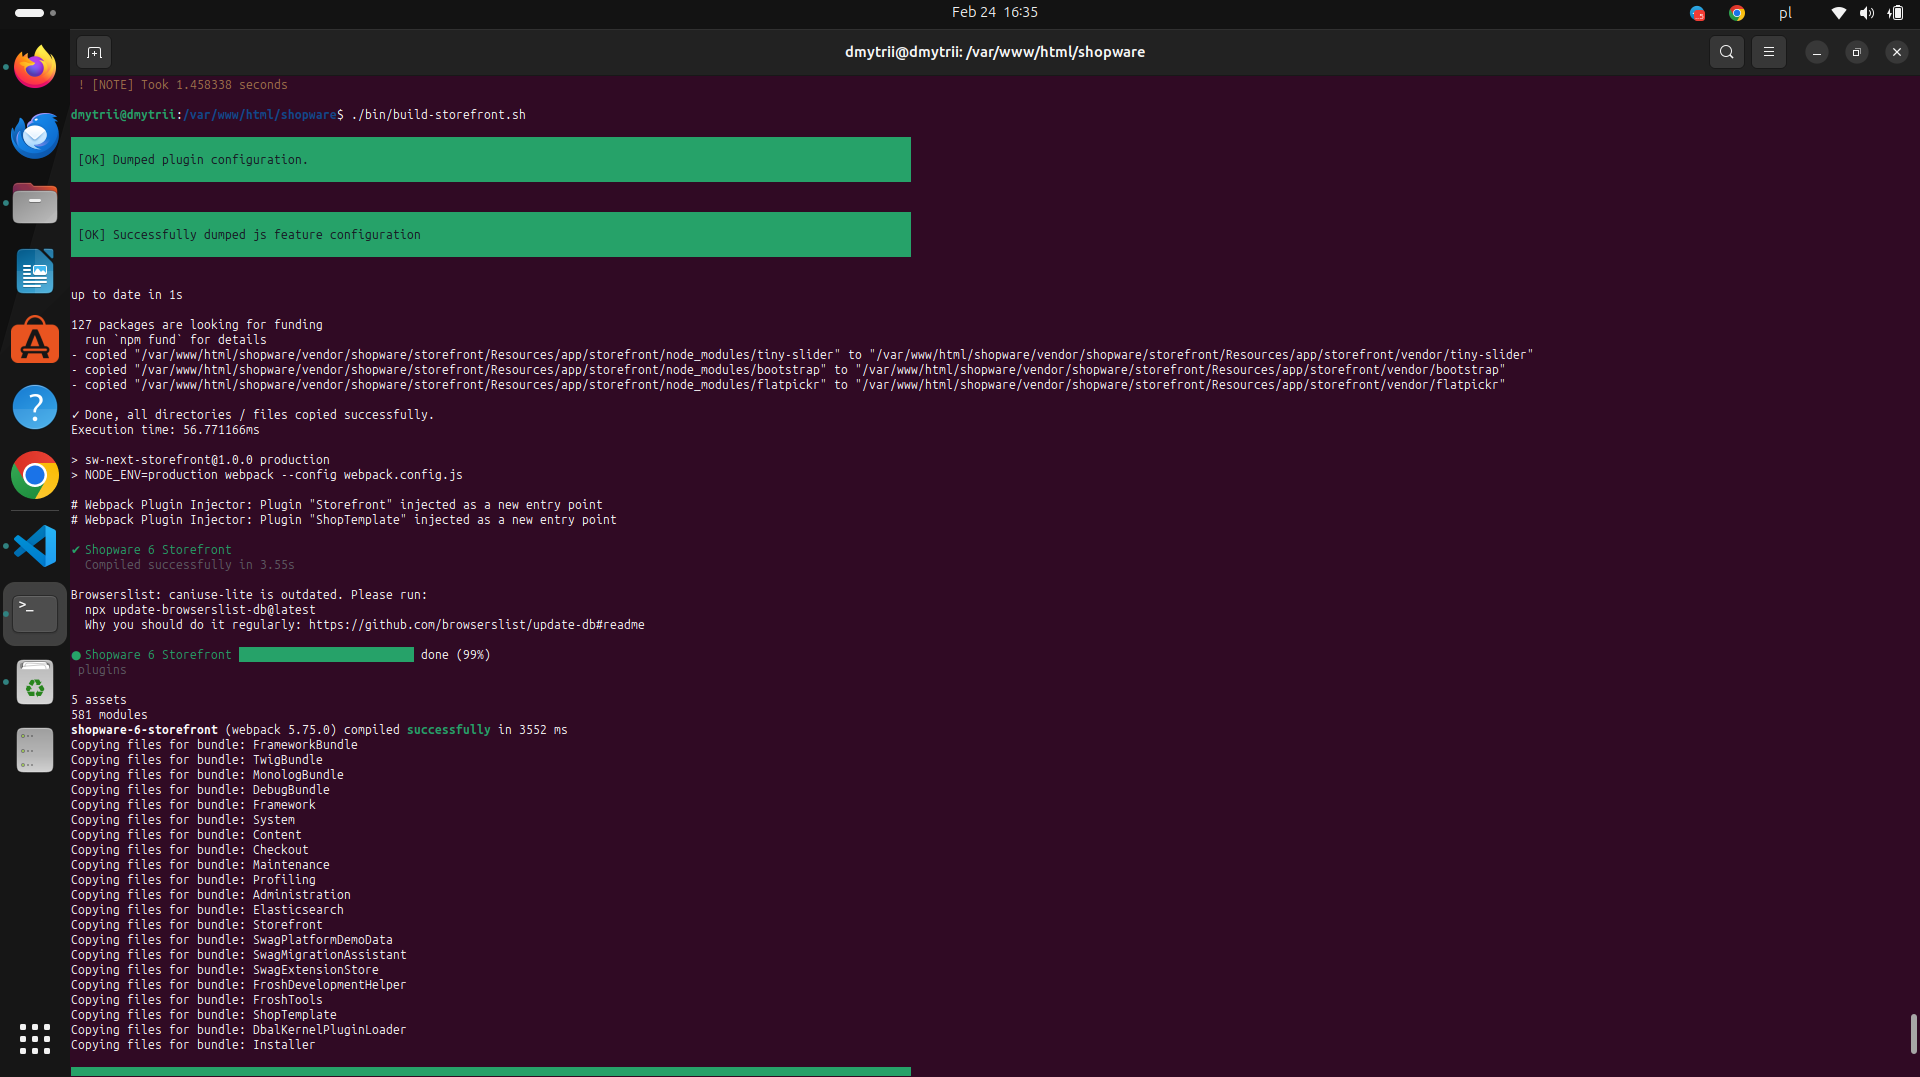 Feb 24 16:35
pl
dmytrii@dmytrii: /var/www/html/shopware
! [NOTE] Took 1.458338 seconds
dmytrii@dmytrii:/var/www/html/shopware$ ./bin/build-storefront.sh
[OK] Dumped plugin configuration.
[OK] Successfully dumped js feature configuration
up to date in 1s
127 packages are looking for funding
run `npm fund` for details
- copied "/var/www/html/shopware/vendor/shopware/storefront/Resources/app/storefront/node_modules/tiny-slider" to "/var/www/html/shopware/vendor/shopware/storefront/Resources/app/storefront/vendor/tiny-slider"
- copied "/var/www/html/shopware/vendor/shopware/storefront/Resources/app/storefront/node_modules/bootstrap" to "/var/www/html/shopware/vendor/shopware/storefront/Resources/app/storefront/vendor/bootstrap"
- copied "/var/www/html/shopware/vendor/shopware/storefront/Resources/app/storefront/node_modules/flatpickr" to "/var/www/html/shopware/vendor/shopware/storefront/Resources/app/storefront/vendor/flatpickr"
✓ Done, all directories / files copied successfully.
Execution time: 56.771166ms
> sw-next-storefront@1.0.0 production
> NODE_ENV=production webpack --config webpack.config.js
# Webpack Plugin Injector: Plugin "Storefront" injected as a new entry point
# Webpack Plugin Injector: Plugin "ShopTemplate" injected as a new entry point
✔ Shopware 6 Storefront
Compiled successfully in 3.55s
Browserslist: caniuse-lite is outdated. Please run:
npx update-browserslist-db@latest
Why you should do it regularly: https://github.com/browserslist/update-db#readme
● Shopware 6 Storefront done (99%)
plugins
5 assets
581 modules
shopware-6-storefront (webpack 5.75.0) compiled successfully in 3552 ms
Copying files for bundle: FrameworkBundle
Copying files for bundle: TwigBundle
Copying files for bundle: MonologBundle
Copying files for bundle: DebugBundle
Copying files for bundle: Framework
Copying files for bundle: System
Copying files for bundle: Content
Copying files for bundle: Checkout
Copying files for bundle: Maintenance
Copying files for bundle: Profiling
Copying files for bundle: Administration
Copying files for bundle: Elasticsearch
Copying files for bundle: Storefront
Copying files for bundle: SwagPlatformDemoData
Copying files for bundle: SwagMigrationAssistant
Copying files for bundle: SwagExtensionStore
Copying files for bundle: FroshDevelopmentHelper
Copying files for bundle: FroshTools
Copying files for bundle: ShopTemplate
Copying files for bundle: DbalKernelPluginLoader
Copying files for bundle: Installer